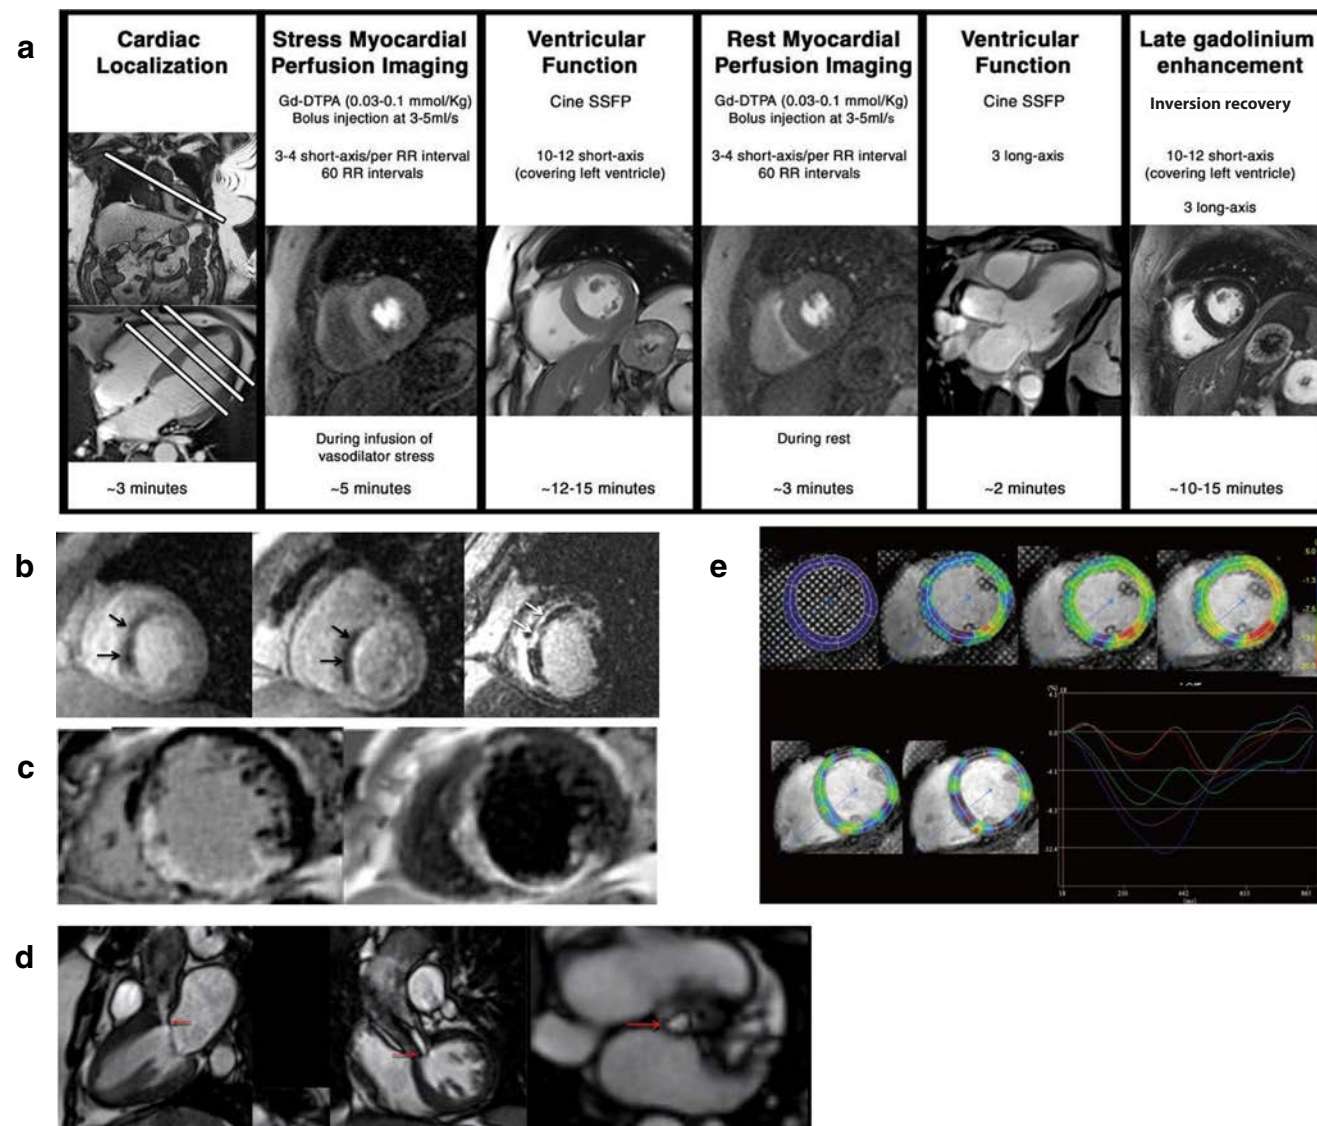 a
Cardiac
Localization
~3 minutes
Stress Myocardial
Perfusion Imaging
Gd-DTPA (0.03-0.1 mmol/Kg)
Bolus injection at 3-5ml/s
3-4 short-axis/per RR interval
60 RR intervals
During infusion of
vasodilator stress
~5 minutes
Ventricular
Function
Cine SSFP
10-12 short-axis
(covering left ventricle)
~12-15 minutes
Rest Myocardial
Perfusion Imaging
Gd-DTPA (0.03-0.1 mmol/Kg)
Bolus injection at 3-5ml/s
3-4 short-axis/per RR interval
60 RR intervals
During rest
~3 minutes
Ventricular
Function
Cine SSFP
3 long-axis
~2 minutes
Late gadolinium
enhancement
Inversion recovery
10-12 short-axis
(covering left ventricle)
3 long-axis
~10-15 minutes
b
c
d
e